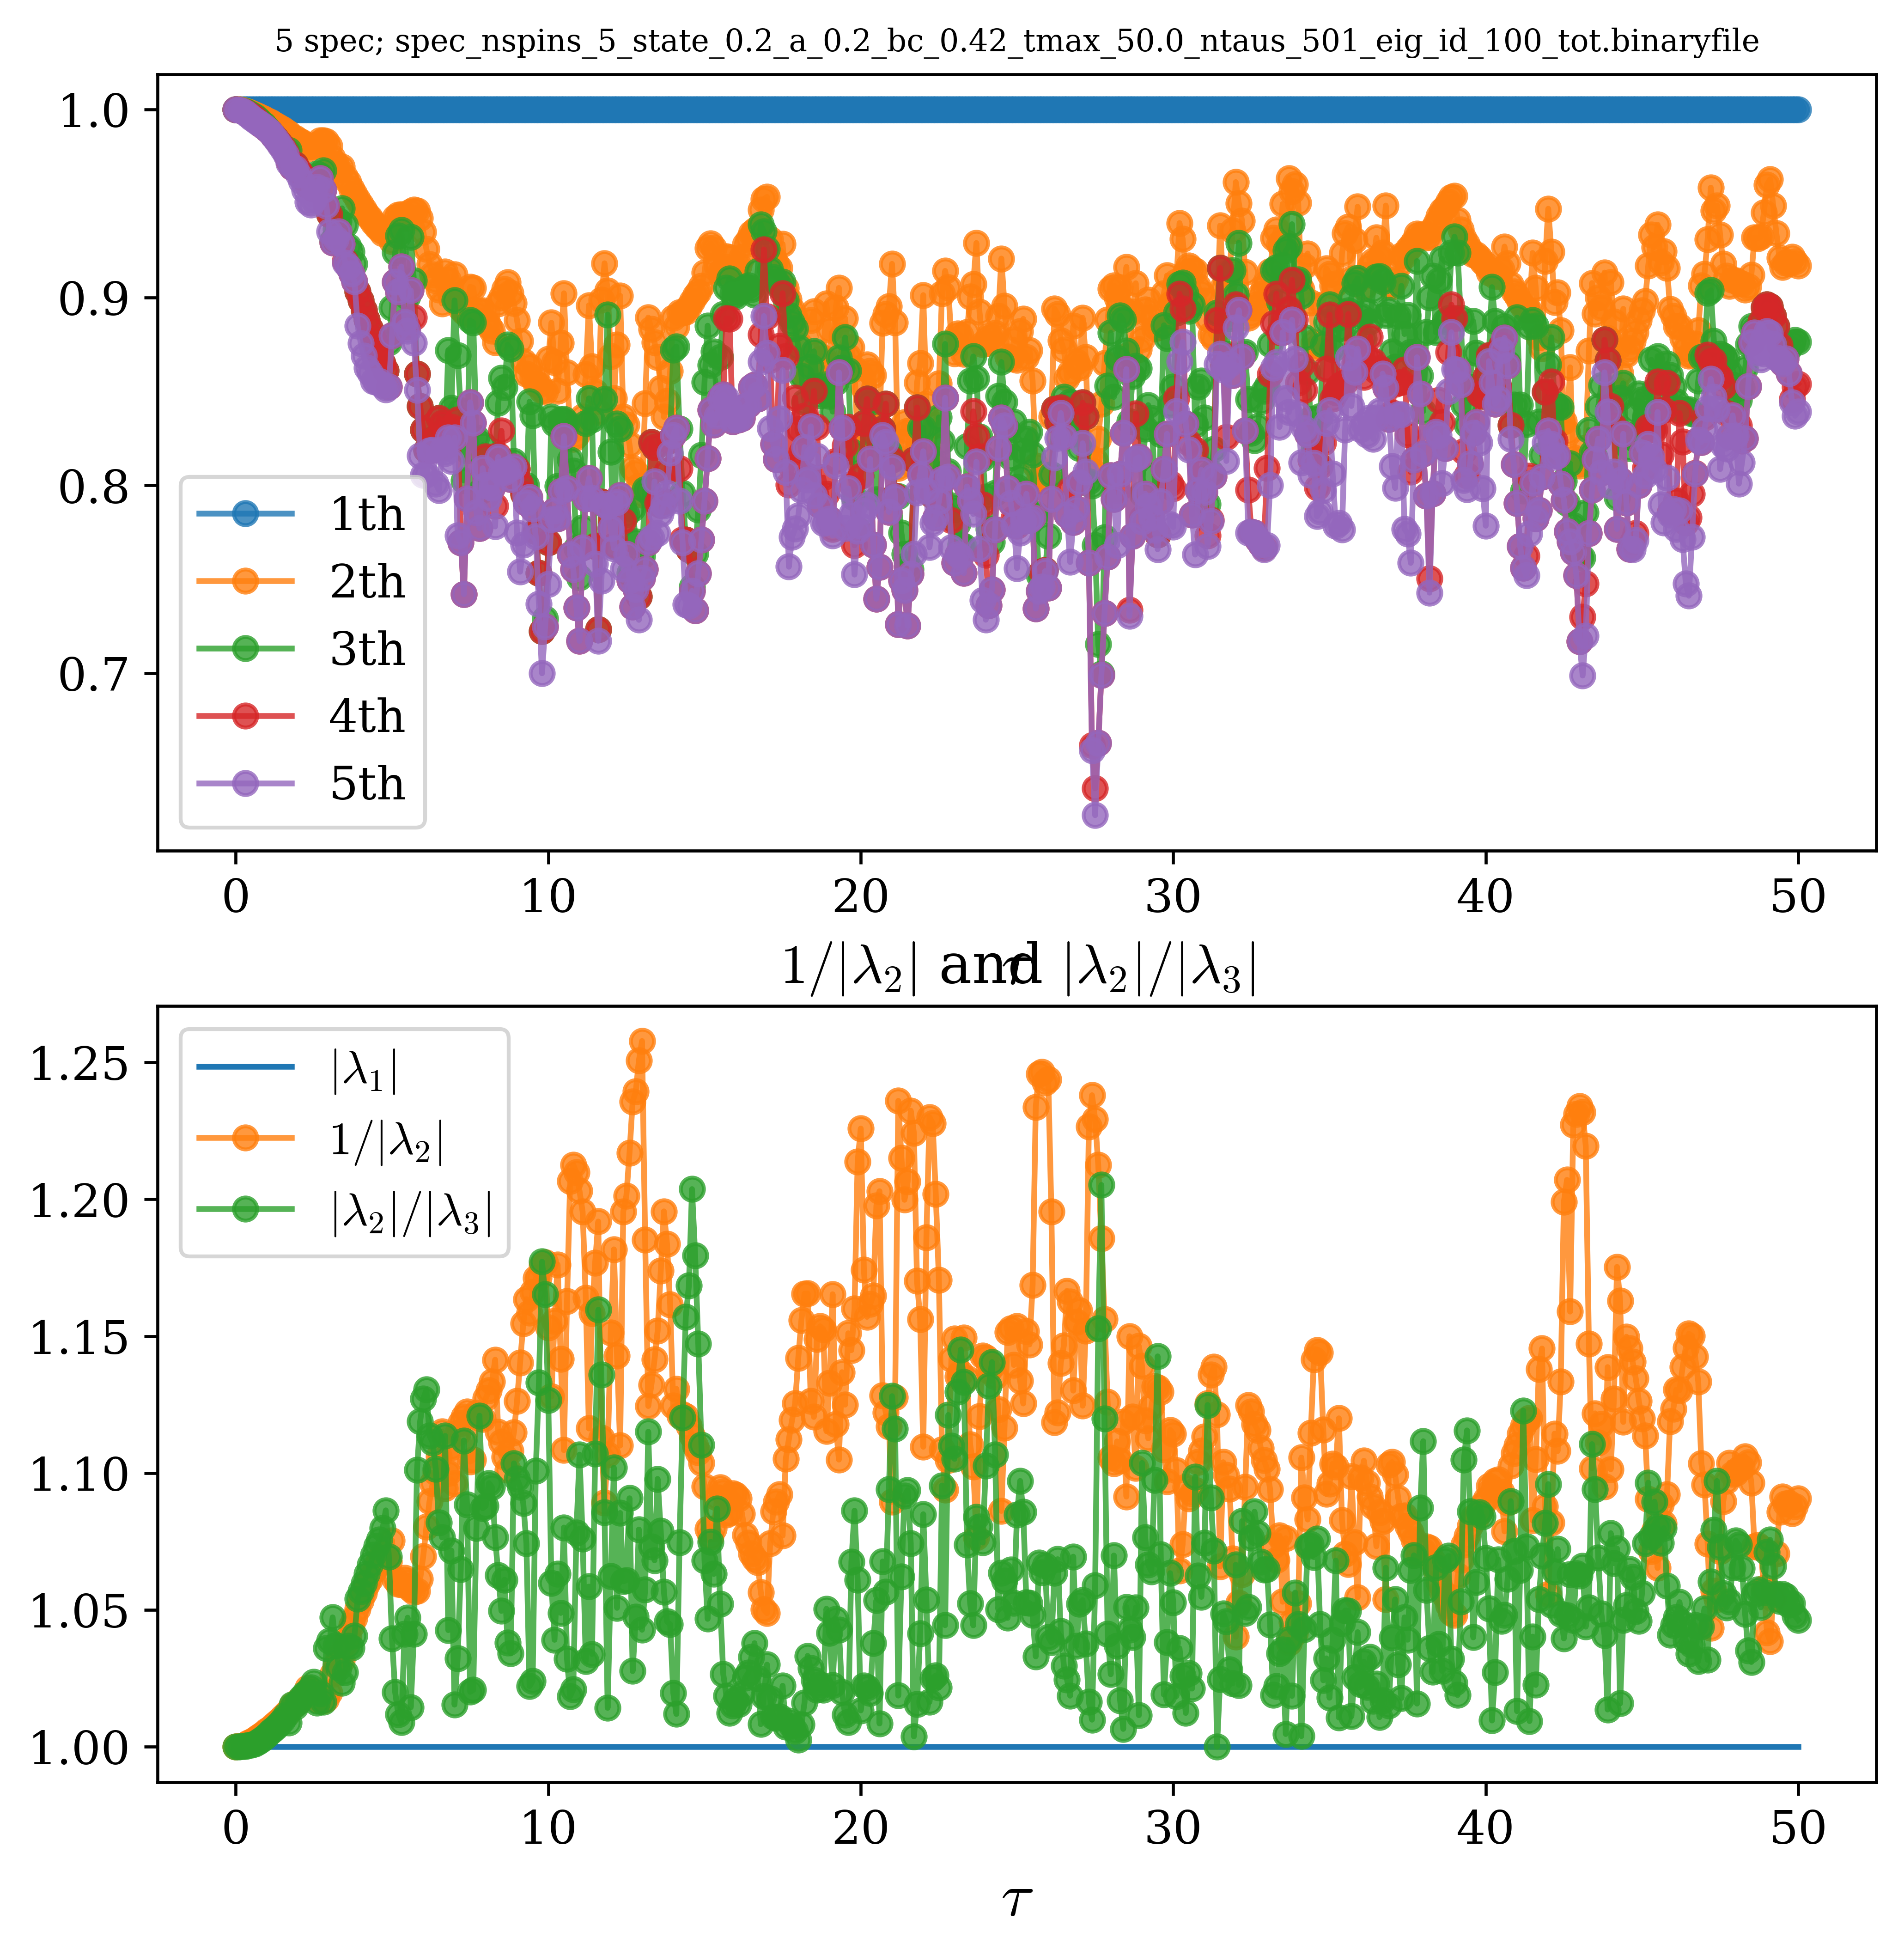 5 spec; spec_nspins_5_state_0.2_a_0.2_bc_0.42_tmax_50.0_ntaus_501_eig_id_100_tot.binaryfile
1.0
0.9
0.8
0.7
1th
2th
3th
4th
5th
0 10 20 30 40 50
τ
1/|λ₂| and |λ₂|/|λ₃|
1.25
1.20
1.15
1.10
1.05
1.00
|λ₁|
1/|λ₂|
|λ₂|/|λ₃|
0 10 20 30 40 50
τ